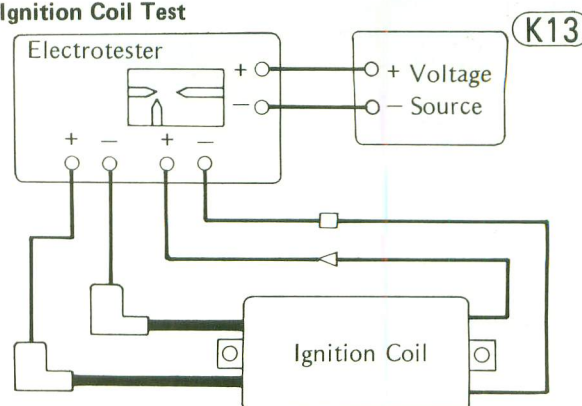 Ignition Coil Test
K13
Electrotester
+ + Voltage
− − Source
+ − + −
Ignition Coil